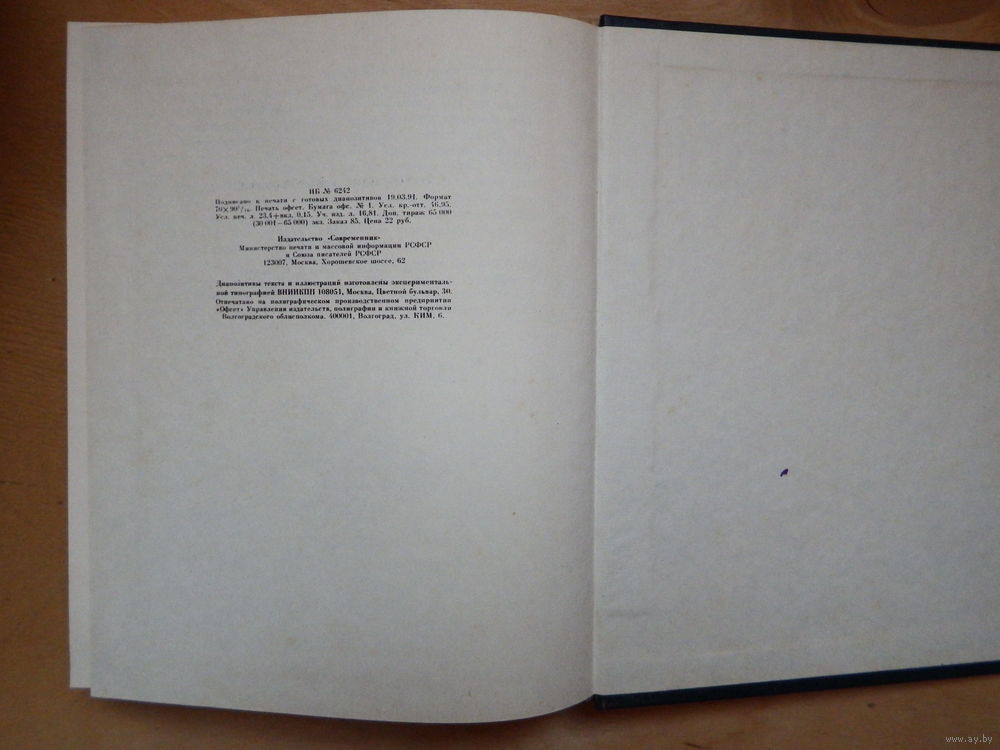 ИБ № 6242
Подписано к печати с готовых диапозитивов 19.03.91. Формат
70×90¹/₁₆. Печать офсет. Бумага офс. № 1. Усл. кр.-отт. 46,95.
Усл. печ. л. 23,4+вкл. 0,15. Уч. изд. л. 16,81. Доп. тираж 65 000
(30 001—65 000) экз. Заказ 85. Цена 22 руб.
Издательство «Современник»
Министерство печати и массовой информации РСФСР
и Союза писателей РСФСР
123007, Москва, Хорошевское шоссе, 62
Диапозитивы текста и иллюстраций изготовлены эксперименталь-
ной типографией ВНИИКПП 108051, Москва, Цветной бульвар, 30.
Отпечатано на полиграфическом производственном предприятии
«Офсет» Управления издательств, полиграфии и книжной торговли
Волгоградского облисполкома. 400001, Волгоград, ул. КИМ, 6.
www.ay.by